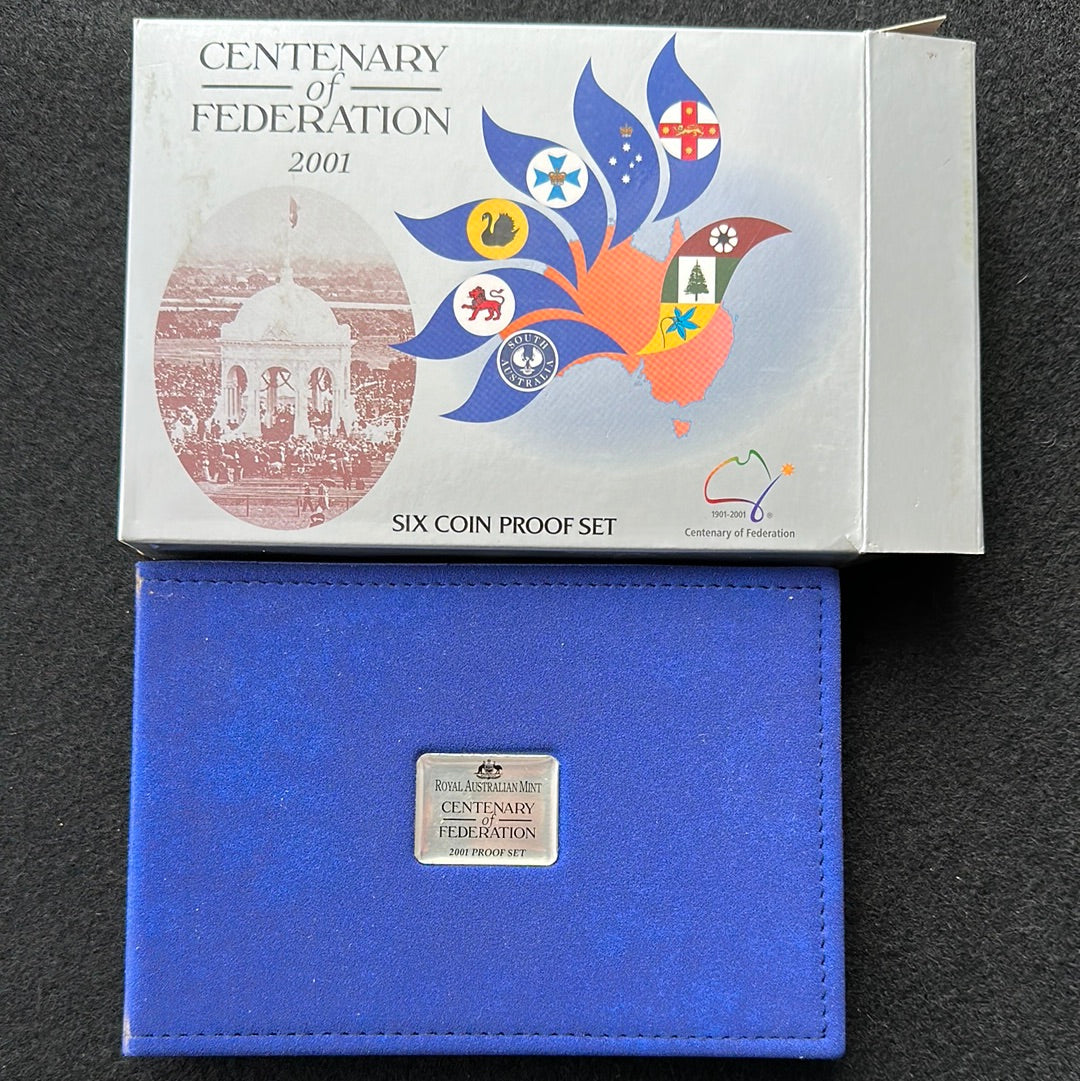 CENTENARY
of
FEDERATION
2001
SOUTH
AUSTRALIA
SIX COIN PROOF SET
1901-2001 ®
Centenary of Federation
ROYAL AUSTRALIAN MINT
CENTENARY
of
FEDERATION
2001 PROOF SET